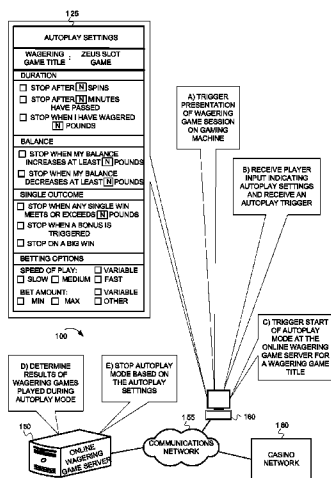 125
AUTOPLAY SETTINGS
WAGERING GAME TITLE : ZEUS SLOT GAME
DURATION
STOP AFTER N SPINS
STOP AFTER N MINUTES
HAVE PASSED
STOP WHEN I HAVE WAGERED
N POUNDS
BALANCE
STOP WHEN MY BALANCE
INCREASES AT LEAST N POUNDS
STOP WHEN MY BALANCE
DECREASES AT LEAST N POUNDS
SINGLE OUTCOME
STOP WHEN ANY SINGLE WIN
MEETS OR EXCEEDS N POUNDS
STOP WHEN A BONUS IS
TRIGGERED
STOP ON A BIG WIN
BETTING OPTIONS
SPEED OF PLAY: VARIABLE
SLOW MEDIUM FAST
BET AMOUNT: VARIABLE
MIN MAX OTHER
A) TRIGGER
PRESENTATION
OF WAGERING
GAME SESSION
ON GAMING
MACHINE
B) RECEIVE PLAYER
INPUT INDICATING
AUTOPLAY SETTINGS
AND RECEIVE AN
AUTOPLAY TRIGGER
C) TRIGGER START
OF AUTOPLAY
MODE AT THE
ONLINE WAGERING
GAME SERVER FOR
A WAGERING GAME
TITLE
100
D) DETERMINE
RESULTS OF
WAGERING GAMES
PLAYED DURING
AUTOPLAY MODE
E) STOP AUTOPLAY
MODE BASED ON
THE AUTOPLAY
SETTINGS
150
ONLINE
WAGERING
GAME SERVER
155
COMMUNICATIONS
NETWORK
160
180
CASINO
NETWORK